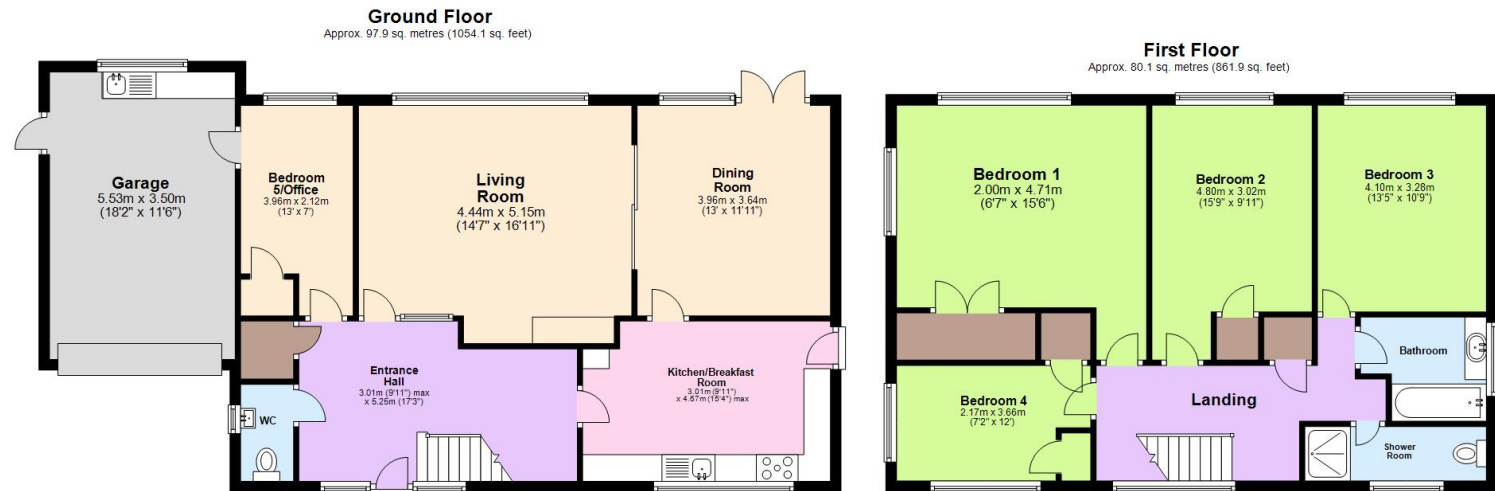 Ground Floor
Approx. 97.9 sq. metres (1054.1 sq. feet)
Garage
5.53m x 3.50m
(18'2" x 11'6")
Bedroom
5/Office
3.96m x 2.12m
(13' x 7')
Living
Room
4.44m x 5.15m
(14'7" x 16'11")
Dining
Room
3.96m x 3.64m
(13' x 11'11")
Entrance
Hall
3.01m (9'11") max
x 5.25m (17'3")
WC
Kitchen/Breakfast
Room
3.01m (9'11")
x 4.67m (15'4") max
First Floor
Approx. 80.1 sq. metres (861.9 sq. feet)
Bedroom 1
2.00m x 4.71m
(6'7" x 15'6")
Bedroom 2
4.80m x 3.02m
(15'9" x 9'11")
Bedroom 3
4.10m x 3.28m
(13'5" x 10'9")
Bathroom
Bedroom 4
2.17m x 3.66m
(7'2" x 12')
Landing
Shower
Room